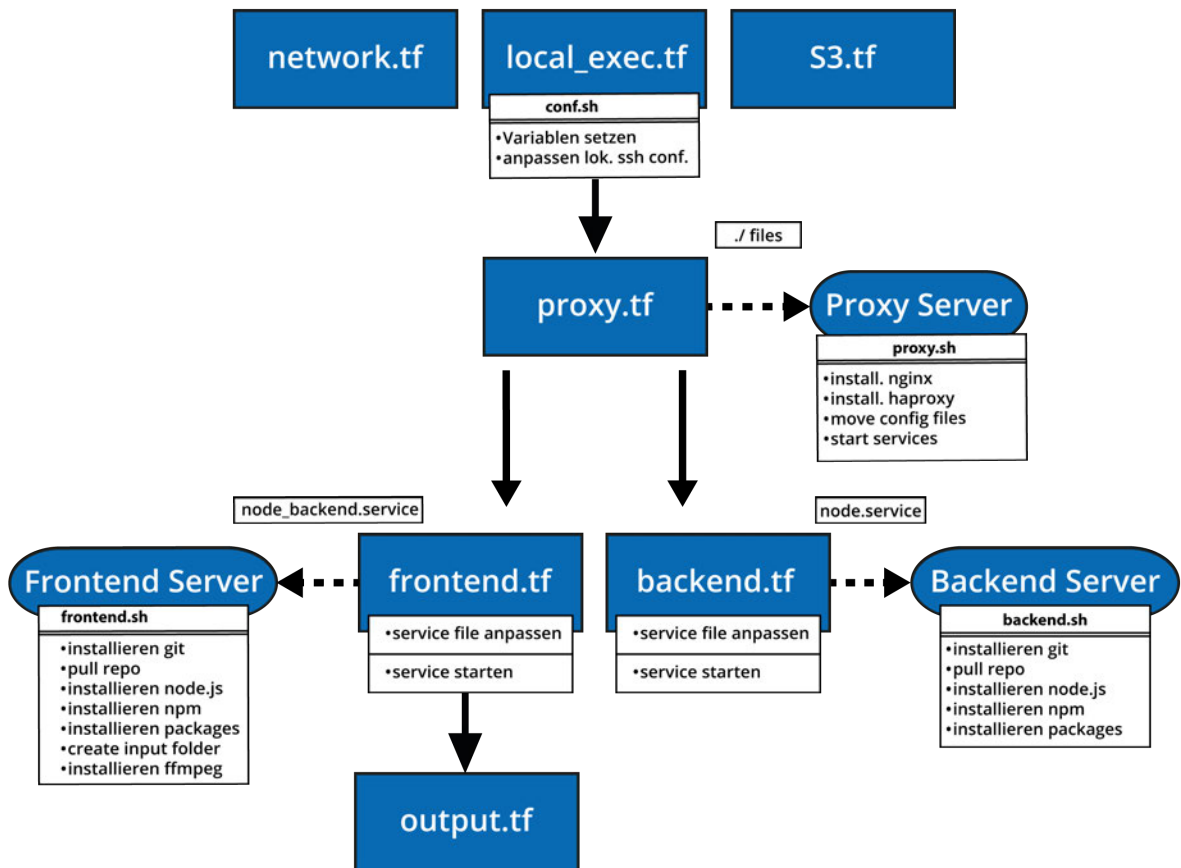 network.tf
local_exec.tf
S3.tf
conf.sh
•Variablen setzen
•anpassen lok. ssh conf.
./ files
proxy.tf
Proxy Server
proxy.sh
•install. nginx
•install. haproxy
•move config files
•start services
node_backend.service
node.service
Frontend Server
frontend.tf
backend.tf
Backend Server
frontend.sh
•installieren git
•pull repo
•installieren node.js
•installieren npm
•installieren packages
•create input folder
•installieren ffmpeg
•service file anpassen
•service starten
•service file anpassen
•service starten
backend.sh
•installieren git
•pull repo
•installieren node.js
•installieren npm
•installieren packages
output.tf